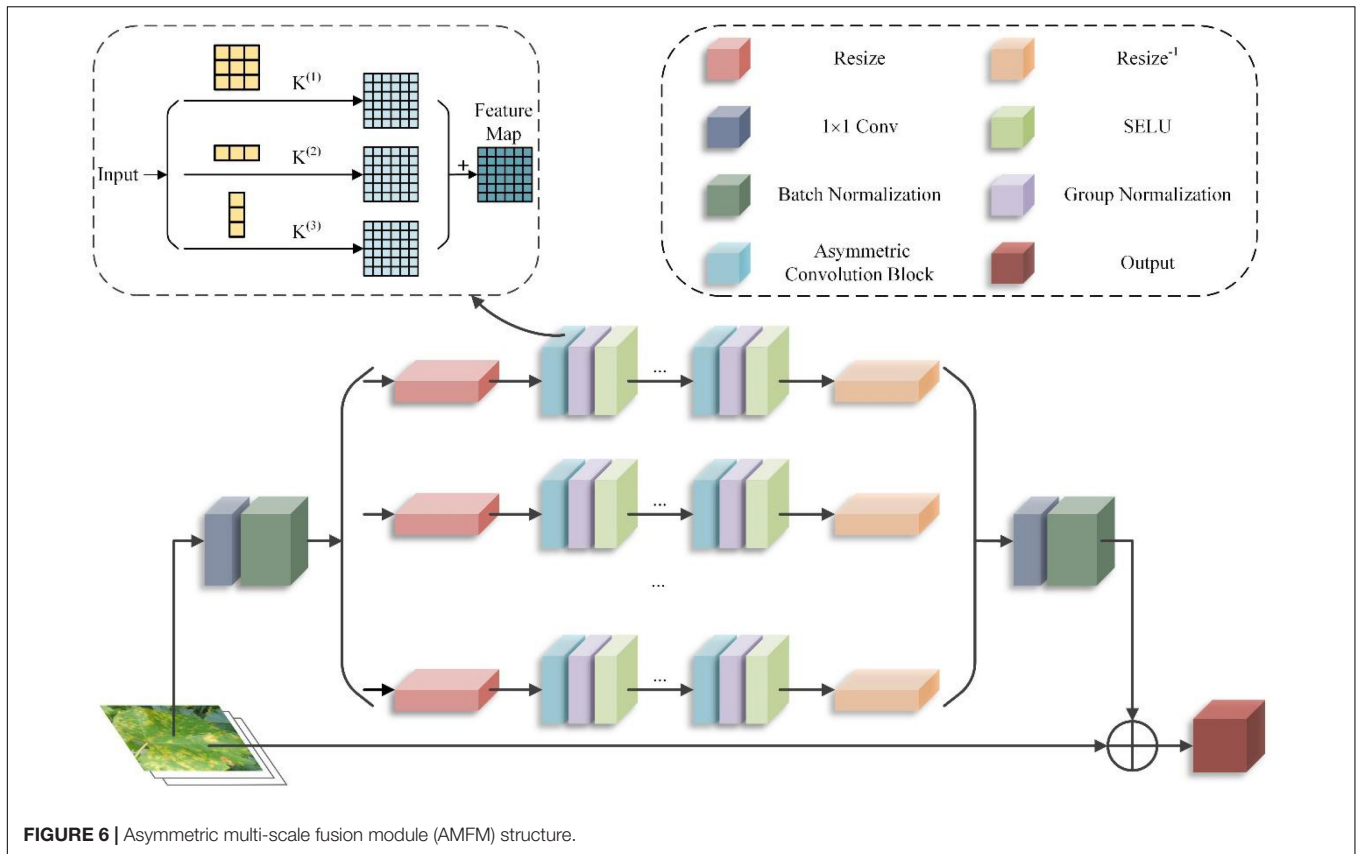 K(1)
K(2)
K(3)
Input
+
Feature
Map
Resize
Resize-1
1×1 Conv
SELU
Batch Normalization
Group Normalization
Asymmetric
Convolution Block
Output
...
...
...
...
FIGURE 6 | Asymmetric multi-scale fusion module (AMFM) structure.